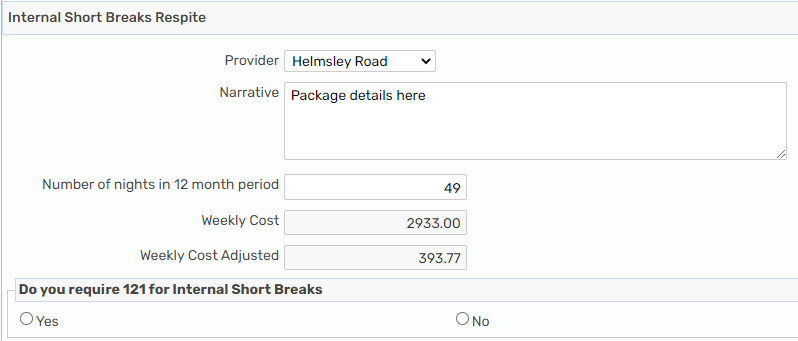 Internal Short Breaks Respite
Provider Helmsley Road
Narrative Package details here
Number of nights in 12 month period 49
Weekly Cost 2933.00
Weekly Cost Adjusted 393.77
Do you require 121 for Internal Short Breaks
Yes No